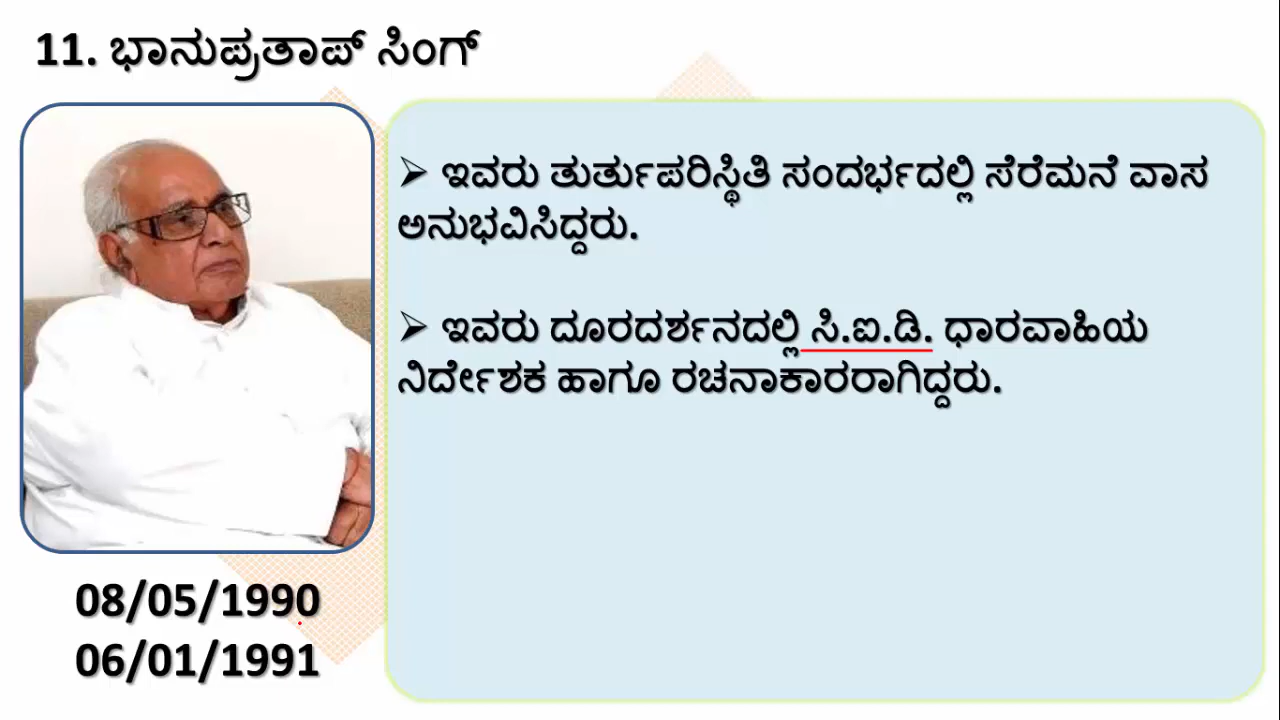 11. ಭಾನುಪ್ರತಾಪ್ ಸಿಂಗ್
➢ ಇವರು ತುರ್ತುಪರಿಸ್ಥಿತಿ ಸಂದರ್ಭದಲ್ಲಿ ಸೆರೆಮನೆ ವಾಸ
ಅನುಭವಿಸಿದ್ದರು.
➢ ಇವರು ದೂರದರ್ಶನದಲ್ಲಿ ಸಿ.ಐ.ಡಿ. ಧಾರವಾಹಿಯ
ನಿರ್ದೇಶಕ ಹಾಗೂ ರಚನಾಕಾರರಾಗಿದ್ದರು.
08/05/1990
06/01/1991